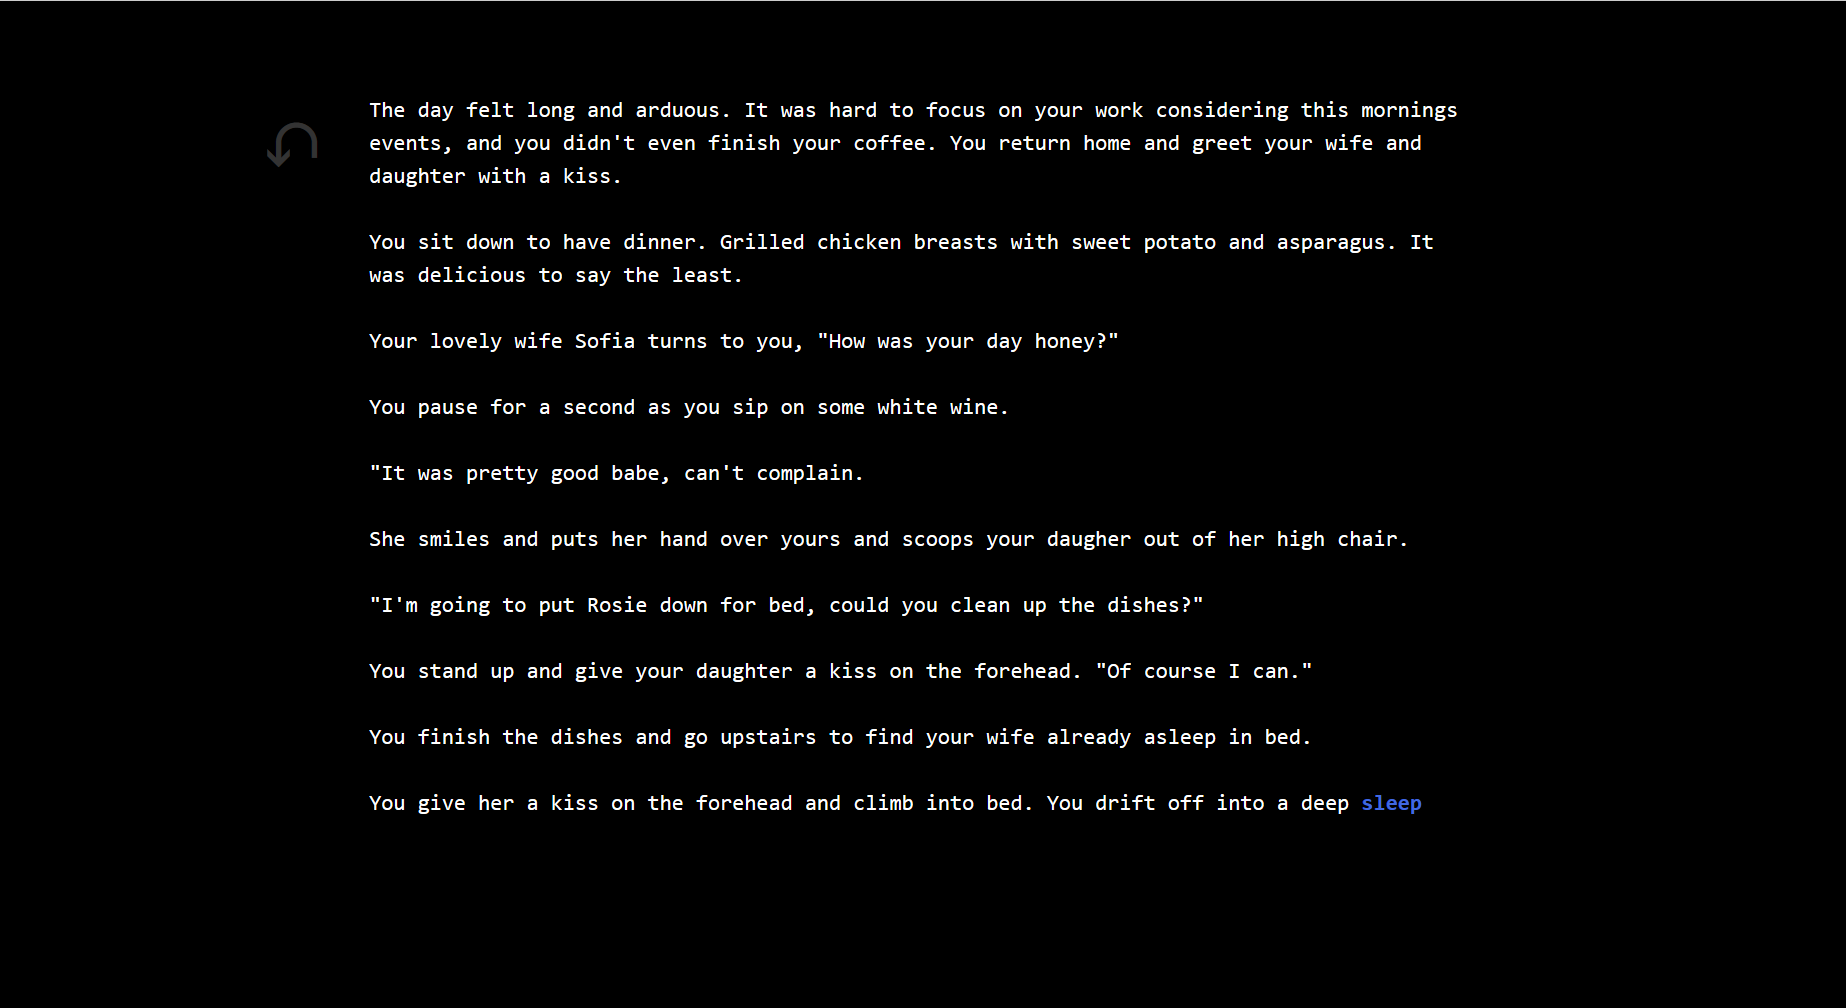 The day felt long and arduous. It was hard to focus on your work considering this mornings
events, and you didn't even finish your coffee. You return home and greet your wife and
daughter with a kiss.
You sit down to have dinner. Grilled chicken breasts with sweet potato and asparagus. It
was delicious to say the least.
Your lovely wife Sofia turns to you, "How was your day honey?"
You pause for a second as you sip on some white wine.
"It was pretty good babe, can't complain.
She smiles and puts her hand over yours and scoops your daugher out of her high chair.
"I'm going to put Rosie down for bed, could you clean up the dishes?"
You stand up and give your daughter a kiss on the forehead. "Of course I can."
You finish the dishes and go upstairs to find your wife already asleep in bed.
You give her a kiss on the forehead and climb into bed. You drift off into a deep sleep